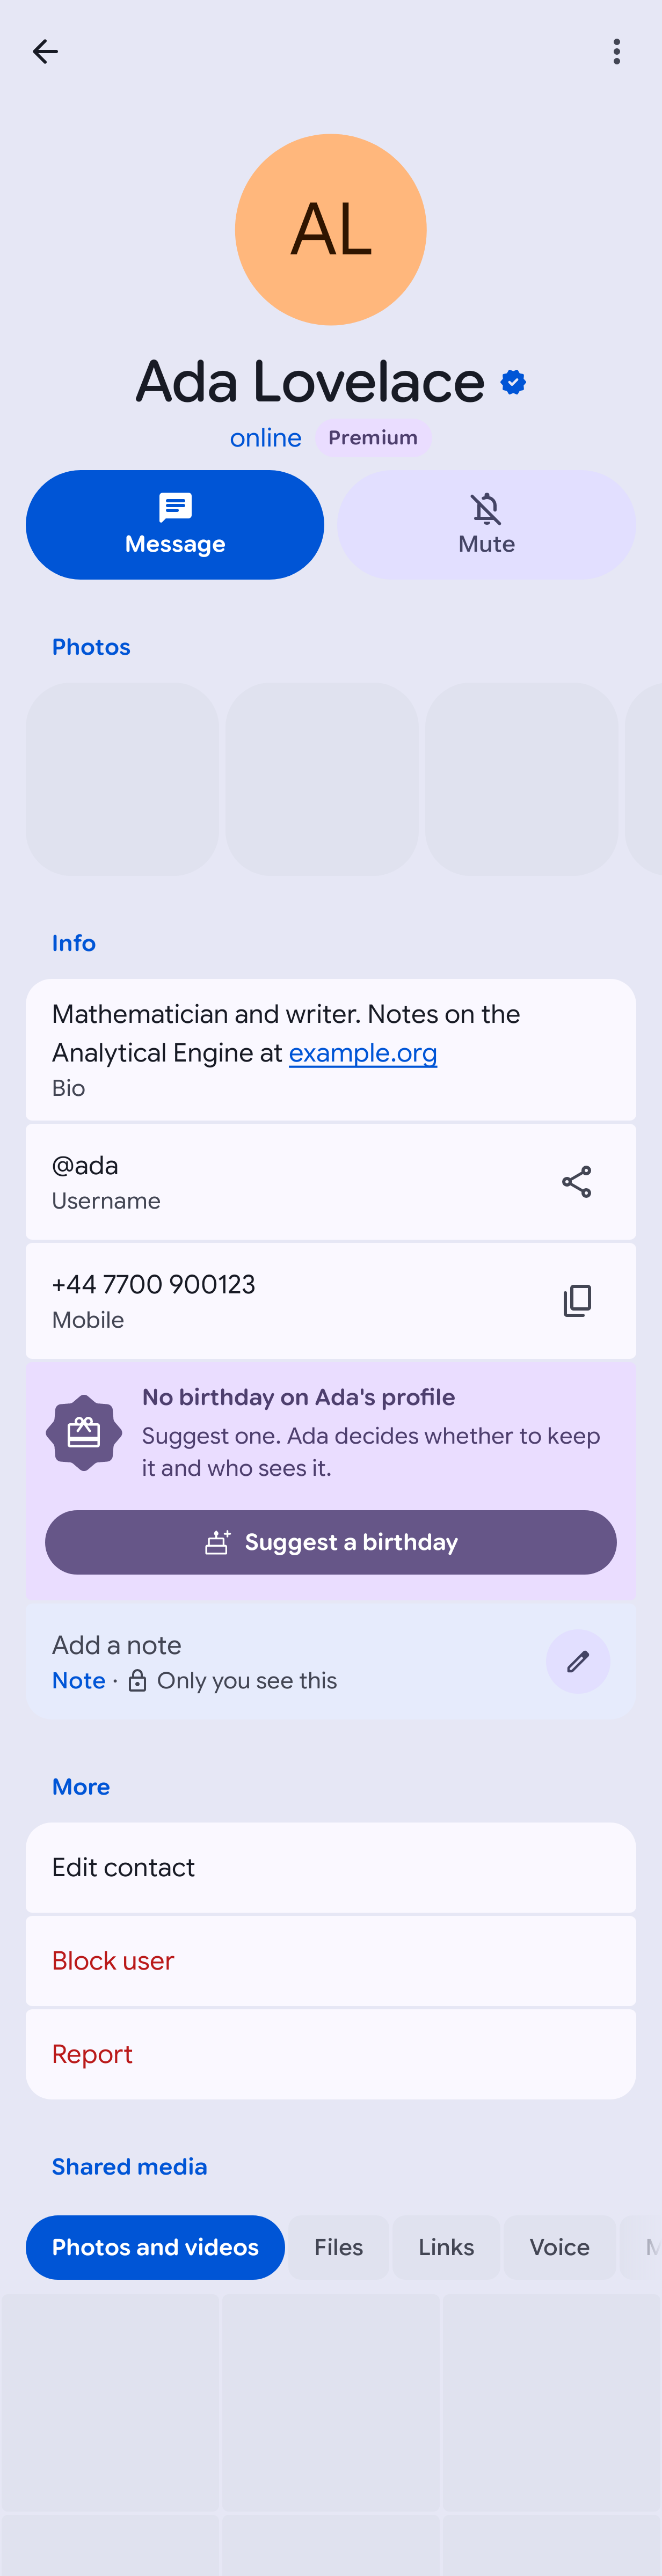 AL
Ada Lovelace
online Premium
Message Mute
Photos
Info
Mathematician and writer. Notes on the
Analytical Engine at example.org
Bio
@ada
Username
+44 7700 900123
Mobile
No birthday on Ada's profile
Suggest one. Ada decides whether to keep
it and who sees it.
Suggest a birthday
Add a note
Note · Only you see this
More
Edit contact
Block user
Report
Shared media
Photos and videos Files Links Voice